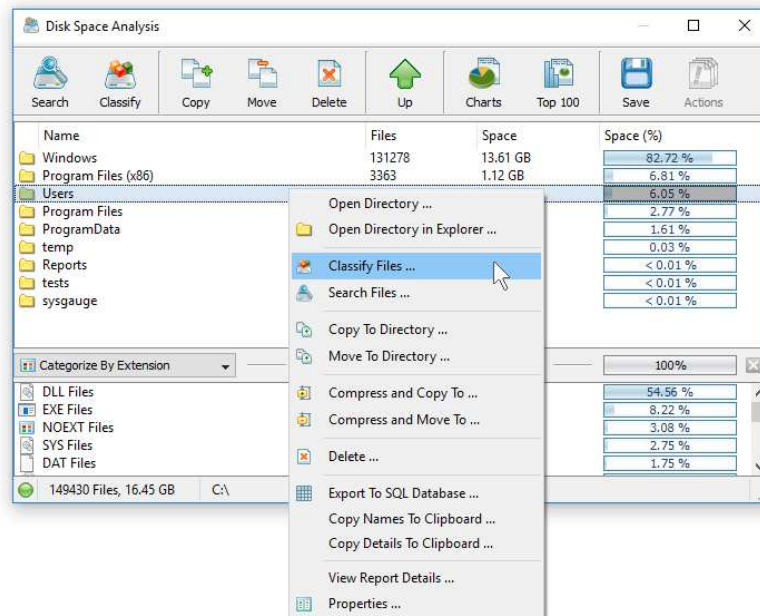 Disk Space Analysis
Search Classify Copy Move Delete Up Charts Top 100 Save Actions
Name Files Space Space (%)
Windows 131278 13.61 GB 82.72 %
Program Files (x86) 3363 1.12 GB 6.81 %
Users 6.05 %
Program Files 2.77 %
ProgramData 1.61 %
temp 0.03 %
Reports < 0.01 %
tests < 0.01 %
sysgauge < 0.01 %
Open Directory ...
Open Directory in Explorer ...
Classify Files ...
Search Files ...
Copy To Directory ...
Move To Directory ...
Compress and Copy To ...
Compress and Move To ...
Delete ...
Export To SQL Database ...
Copy Names To Clipboard ...
Copy Details To Clipboard ...
View Report Details ...
Properties ...
Categorize By Extension 100%
DLL Files 54.56 %
EXE Files 8.22 %
NOEXT Files 3.08 %
SYS Files 2.75 %
DAT Files 1.75 %
149430 Files, 16.45 GB C:\